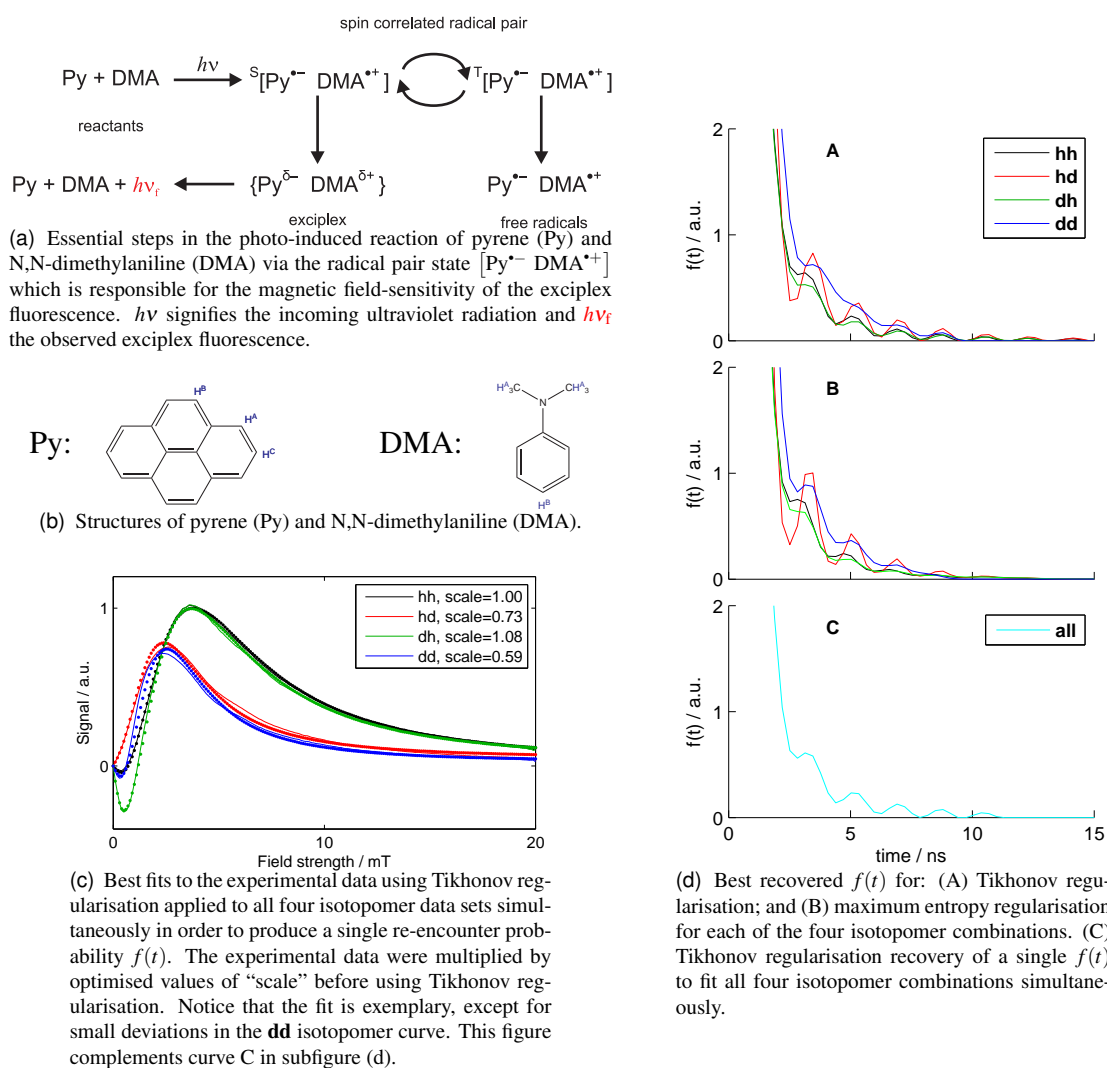 spin correlated radical pair
Py + DMA hν S[Py•− DMA•+] T[Py•− DMA•+]
reactants
Py + DMA + hνf {Pyδ− DMAδ+} Py•− DMA•+
exciplex free radicals
(a) Essential steps in the photo-induced reaction of pyrene (Py) and
N,N-dimethylaniline (DMA) via the radical pair state [Py•− DMA•+]
which is responsible for the magnetic field-sensitivity of the exciplex
fluorescence. hν signifies the incoming ultraviolet radiation and hνf
the observed exciplex fluorescence.
Py:
HB
HA
HC
DMA:
HA3C CHA3
N
HB
(b) Structures of pyrene (Py) and N,N-dimethylaniline (DMA).
Signal / a.u.
1
0
0 10 20
Field strength / mT
hh, scale=1.00
hd, scale=0.73
dh, scale=1.08
dd, scale=0.59
(c) Best fits to the experimental data using Tikhonov reg-
ularisation applied to all four isotopomer data sets simul-
taneously in order to produce a single re-encounter prob-
ability f(t). The experimental data were multiplied by
optimised values of “scale” before using Tikhonov reg-
ularisation. Notice that the fit is exemplary, except for
small deviations in the dd isotopomer curve. This figure
complements curve C in subfigure (d).
A
f(t) / a.u.
2
1
0
hh
hd
dh
dd
B
f(t) / a.u.
2
1
0
C
f(t) / a.u.
2
1
0
all
0 5 10 15
time / ns
(d) Best recovered f(t) for: (A) Tikhonov regu-
larisation; and (B) maximum entropy regularisation
for each of the four isotopomer combinations. (C)
Tikhonov regularisation recovery of a single f(t)
to fit all four isotopomer combinations simultane-
ously.